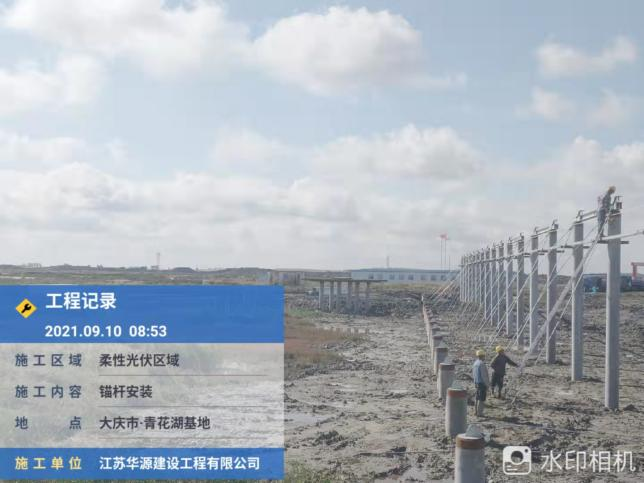 工程记录
2021.09.10 08:53
施工区域 柔性光伏区域
施工内容 锚杆安装
地点 大庆市·青花湖基地
施工单位 江苏华源建设工程有限公司
水印相机